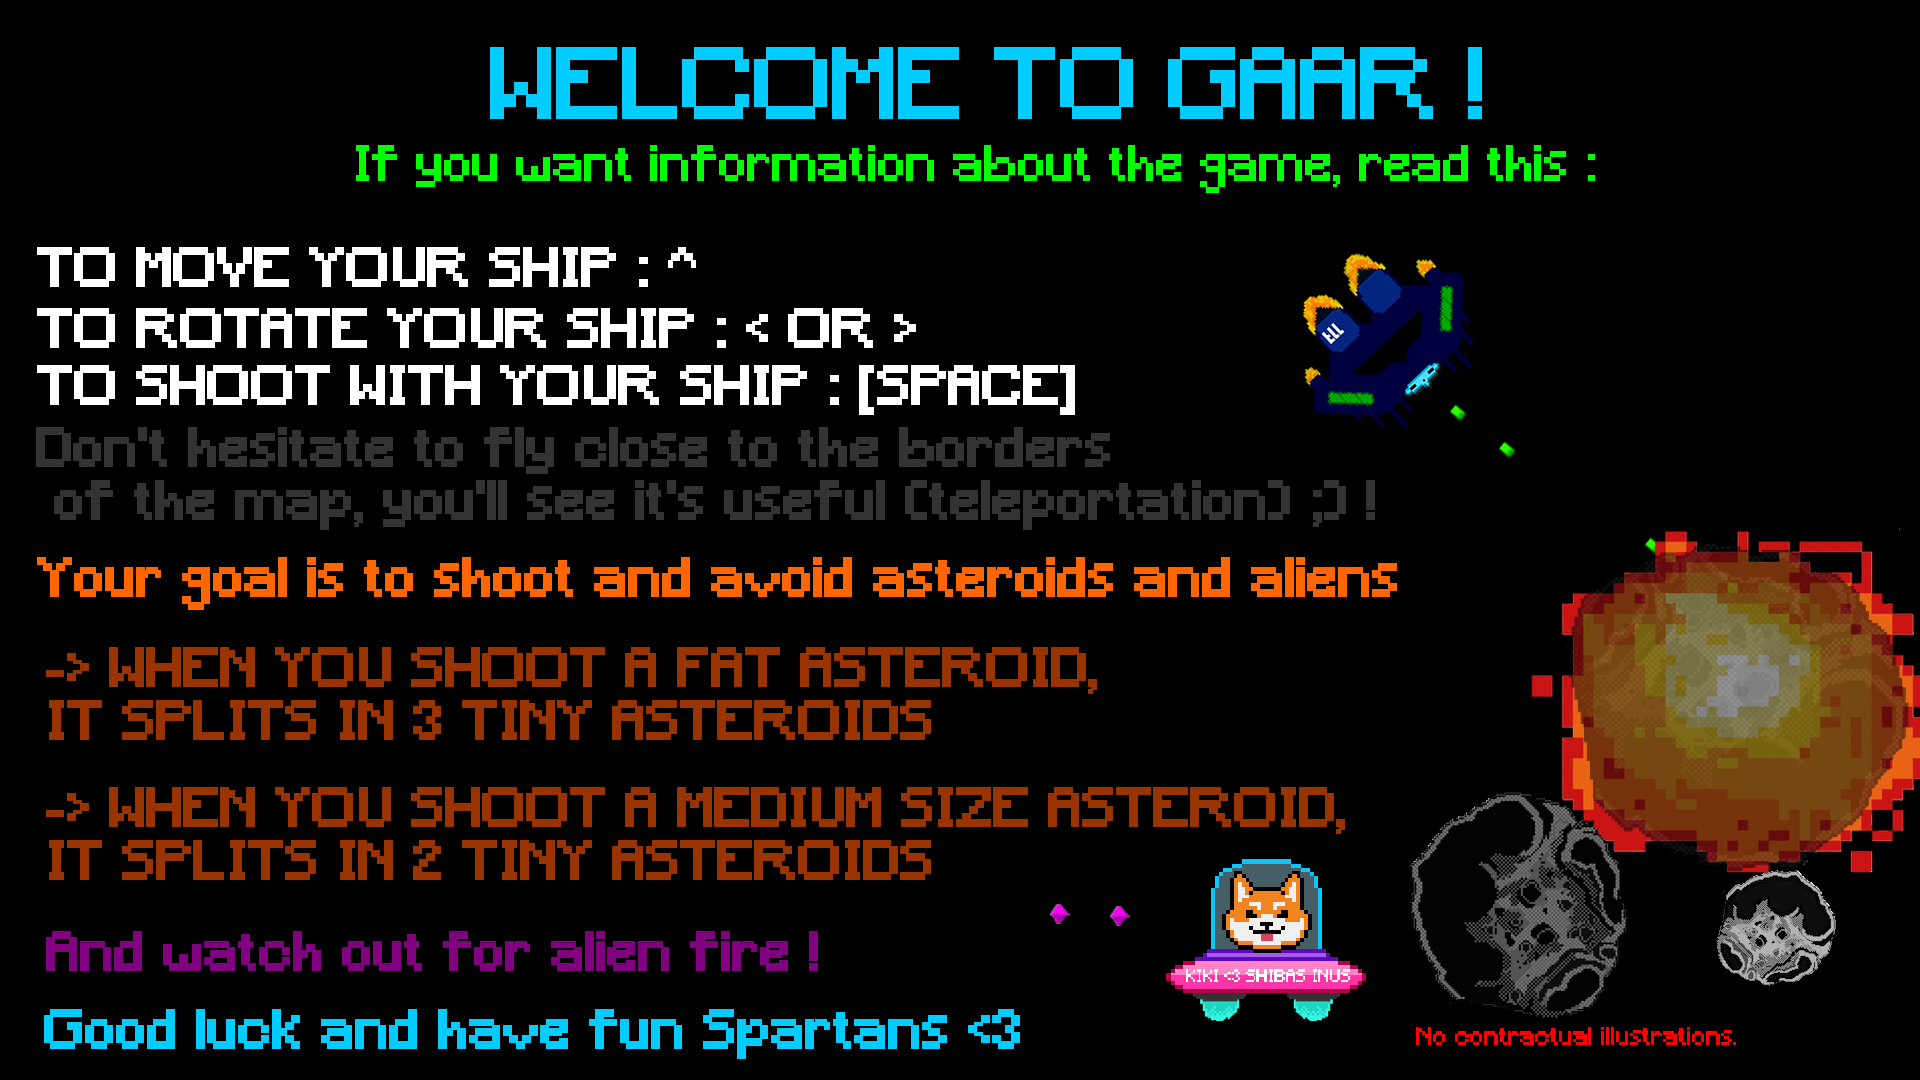 WELCOME TO GAAR !
If you want information about the game, read this :
TO MOVE YOUR SHIP : ^
TO ROTATE YOUR SHIP : < OR >
TO SHOOT WITH YOUR SHIP : [SPACE]
Don't hesitate to fly close to the borders
of the map, you'll see it's useful (teleportation) ;) !
Your goal is to shoot and avoid asteroids and aliens
-> WHEN YOU SHOOT A FAT ASTEROID,
IT SPLITS IN 3 TINY ASTEROIDS
-> WHEN YOU SHOOT A MEDIUM SIZE ASTEROID,
IT SPLITS IN 2 TINY ASTEROIDS
And watch out for alien fire !
KIKI <3 SHIBAS INUS
Good luck and have fun Spartans <3
No contractual illustrations.